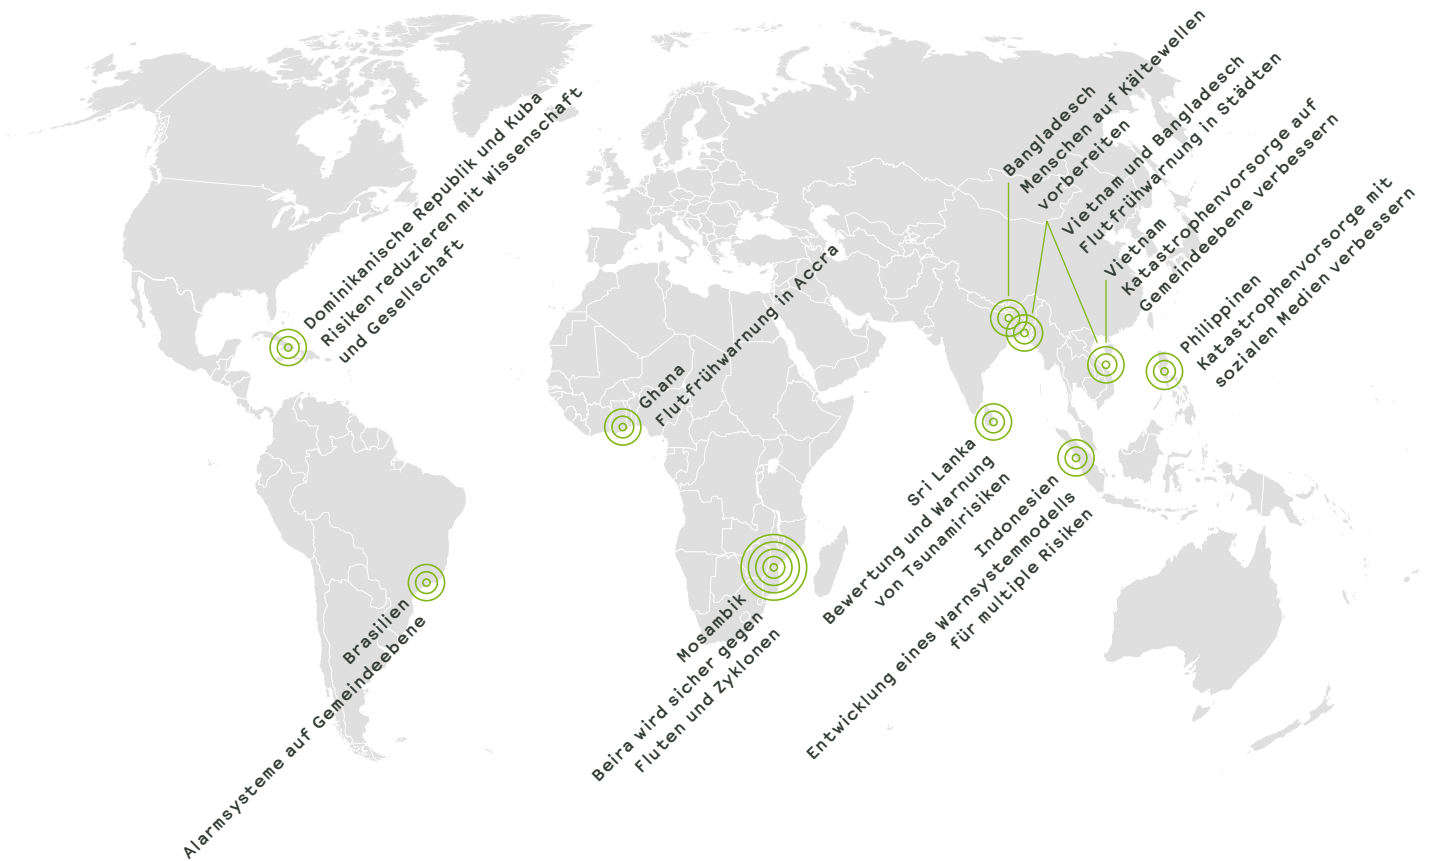 Dominikanische Republik und Kuba
Risiken reduzieren mit Wissenschaft
und Gesellschaft
Ghana
Flutfrühwarnung in Accra
Bangladesch
Menschen auf Kältewellen
vorbereiten
Vietnam und Bangladesch
Flutfrühwarnung in Städten
Vietnam
Katastrophenvorsorge auf
Gemeindeebene verbessern
Philippinen
Katastrophenvorsorge mit
sozialen Medien verbessern
Sri Lanka
Bewertung und Warnung
von Tsunamirisiken
Indonesien
Entwicklung eines Warnsystemmodells
für multiple Risiken
Mosambik
Beira wird sicher gegen
Fluten und Zyklonen
Brasilien
Alarmsysteme auf Gemeindeebene